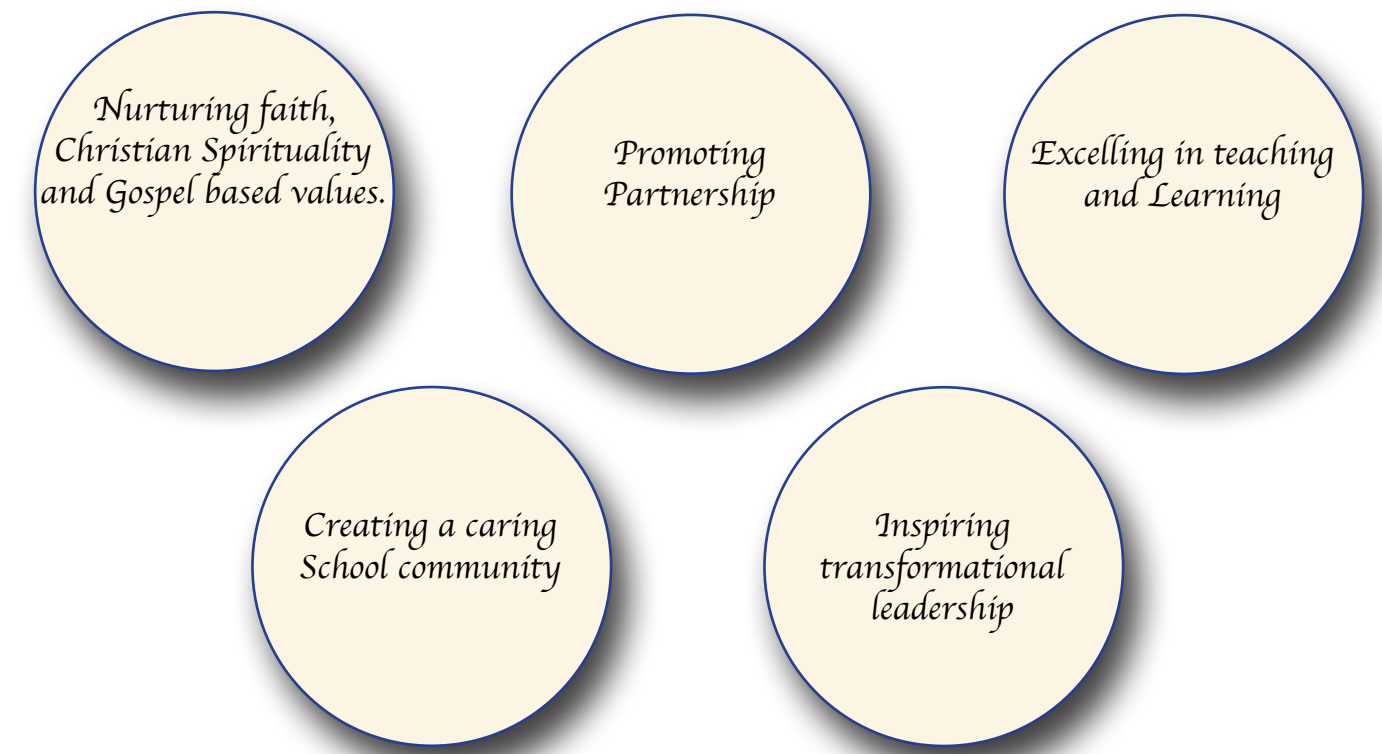 Nurturing faith,
Christian Spirituality
and Gospel based values.
Promoting
Partnership
Excelling in teaching
and Learning
Creating a caring
School community
Inspiring
transformational
leadership